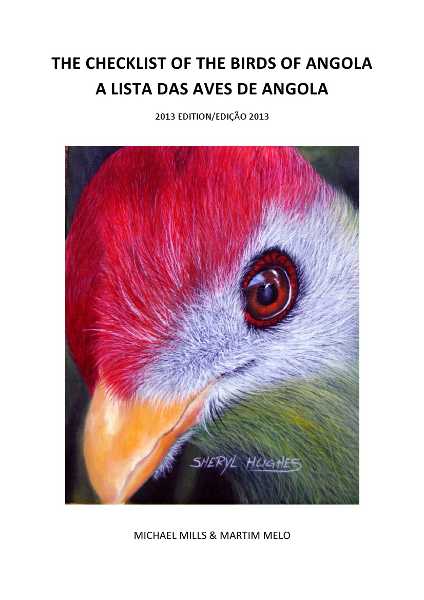 THE CHECKLIST OF THE BIRDS OF ANGOLA
A LISTA DAS AVES DE ANGOLA
2013 EDITION/EDIÇÃO 2013
SHERYL HUGHES
MICHAEL MILLS & MARTIM MELO